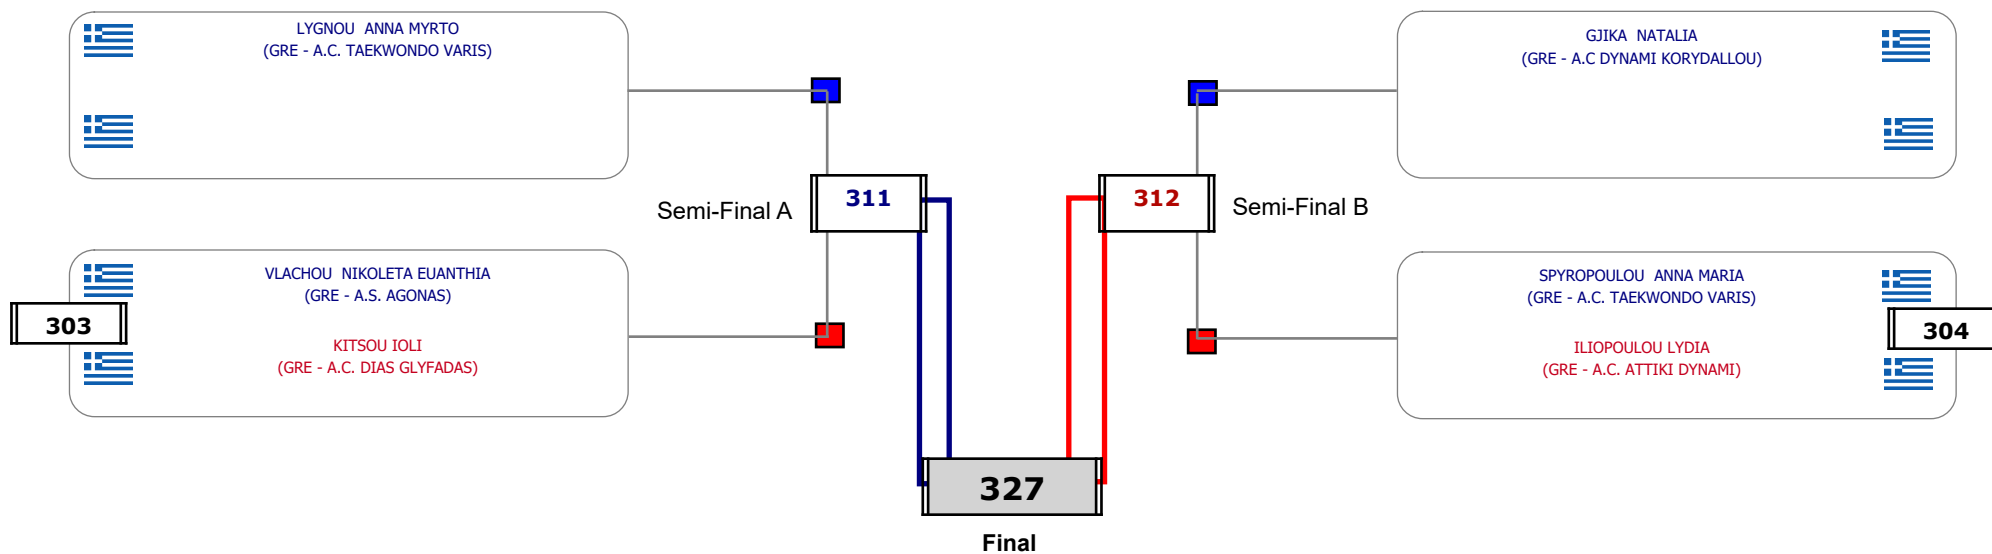 LYGNOU ANNA MYRTO
(GRE - A.C. TAEKWONDO VARIS)
GJIKA NATALIA
(GRE - A.C DYNAMI KORYDALLOU)
311
Semi-Final A
312
Semi-Final B
VLACHOU NIKOLETA EUANTHIA
(GRE - A.S. AGONAS)
303
KITSOU IOLI
(GRE - A.C. DIAS GLYFADAS)
SPYROPOULOU ANNA MARIA
(GRE - A.C. TAEKWONDO VARIS)
304
ILIOPOULOU LYDIA
(GRE - A.C. ATTIKI DYNAMI)
327
Final